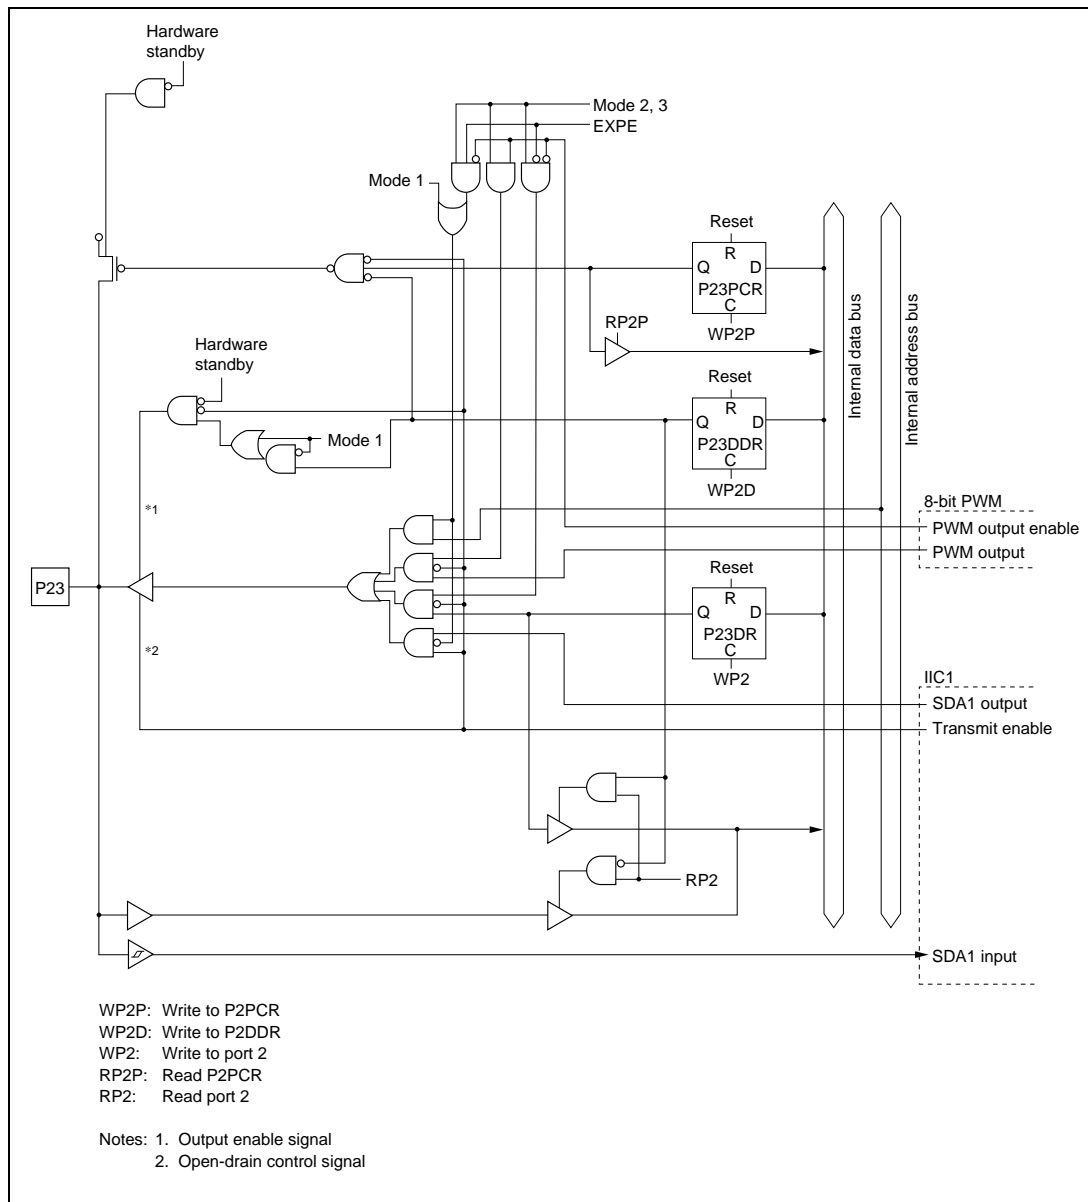 Hardware
standby
Mode 2, 3
EXPE
Mode 1
Reset
R
Q D
P23PCR
C
WP2P
RP2P
Hardware
standby
Reset
R
Q D
P23DDR
C
WP2D
Mode 1
Internal data bus
Internal address bus
*1
8-bit PWM
PWM output enable
PWM output
P23
Reset
R
Q D
P23DR
C
WP2
*2
IIC1
SDA1 output
Transmit enable
RP2
SDA1 input
WP2P: Write to P2PCR
WP2D: Write to P2DDR
WP2: Write to port 2
RP2P: Read P2PCR
RP2: Read port 2
Notes: 1. Output enable signal
2. Open-drain control signal